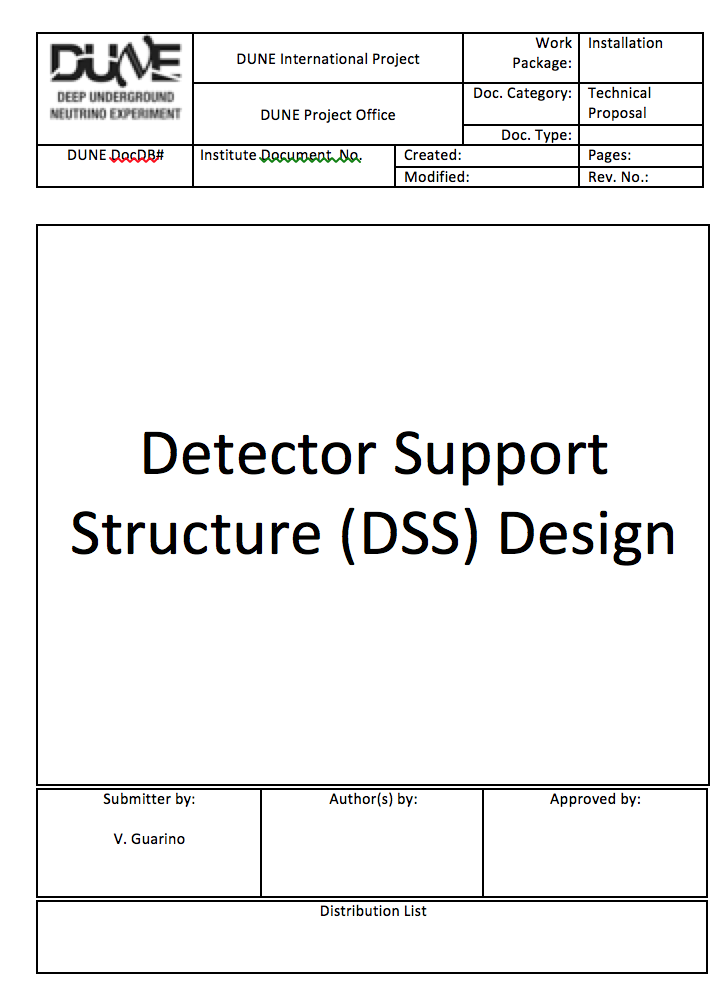 DUNE
DEEP UNDERGROUND
NEUTRINO EXPERIMENT
DUNE International Project
Work
Package:
Installation
DUNE Project Office
Doc. Category:
Technical
Proposal
Doc. Type:
DUNE DocDB#
Institute Document No.
Created:
Pages:
Modified:
Rev. No.:
Detector Support
Structure (DSS) Design
Submitter by:
V. Guarino
Author(s) by:
Approved by:
Distribution List